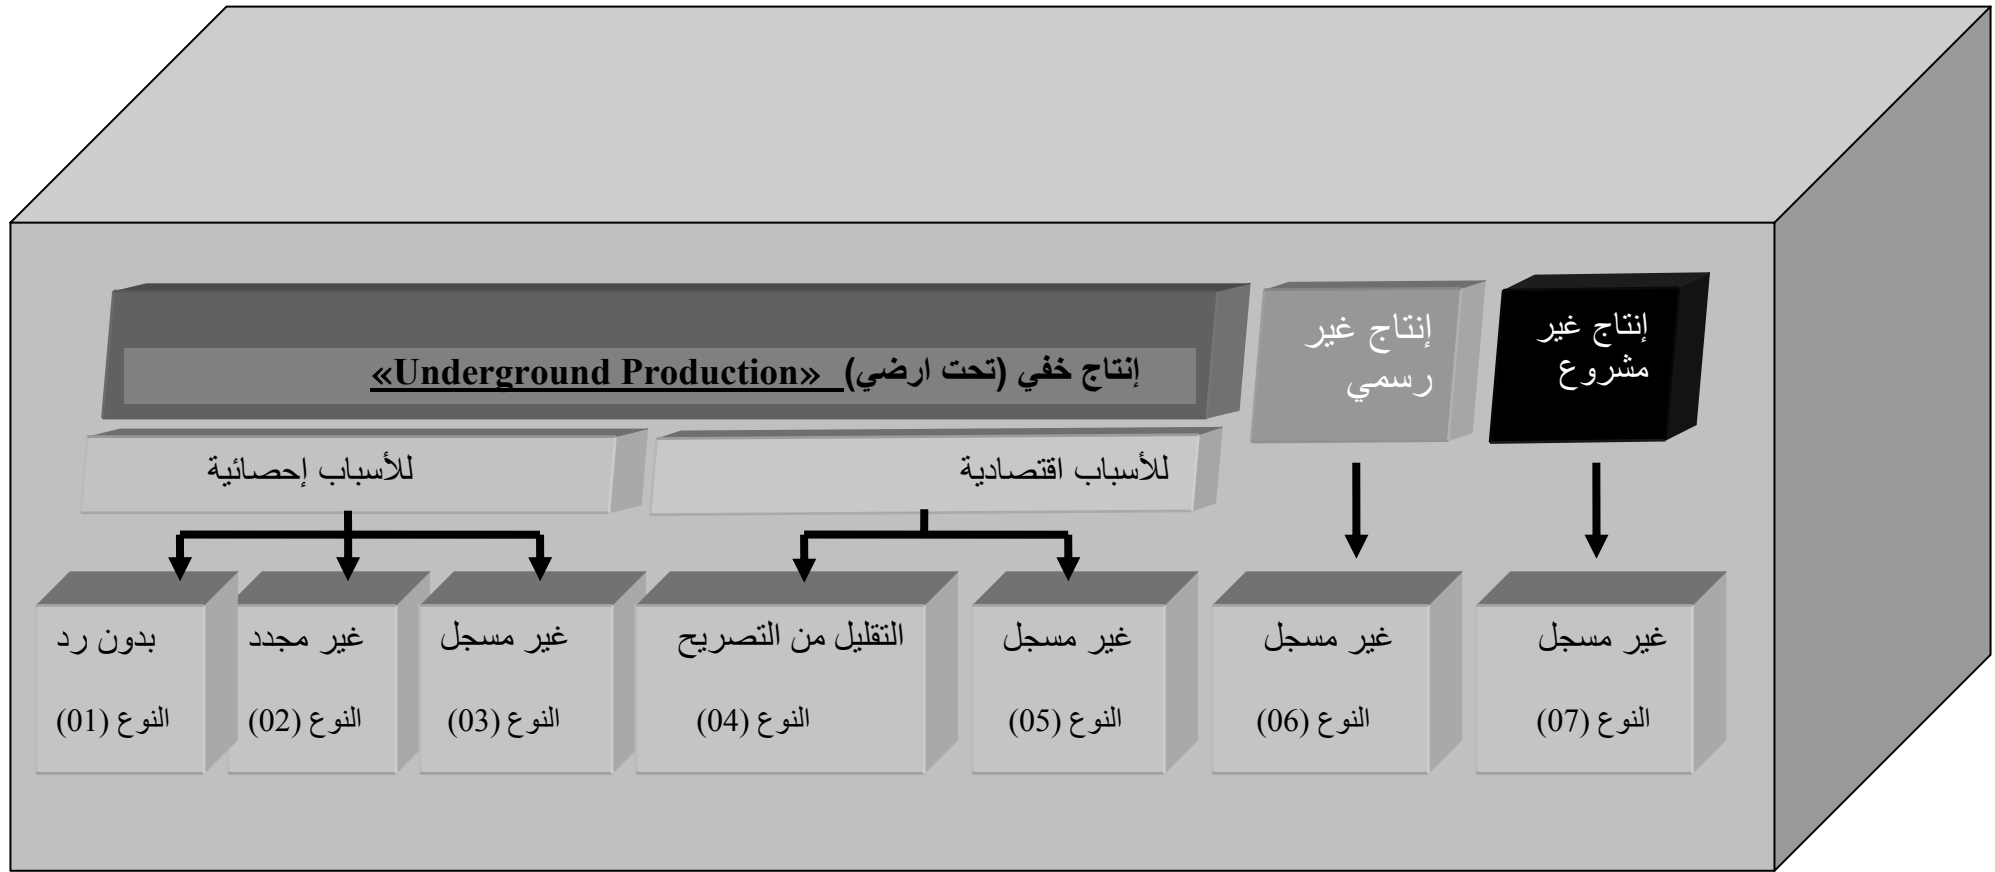 إنتاج غير
مشروع
إنتاج غير
رسمي
إنتاج خفي (تحت ارضي) «Underground Production»
للأسباب اقتصادية
للأسباب إحصائية
غير مسجل
النوع (07)
غير مسجل
النوع (06)
غير مسجل
النوع (05)
التقليل من التصريح
النوع (04)
غير مسجل
النوع (03)
غير مجدد
النوع (02)
بدون رد
النوع (01)